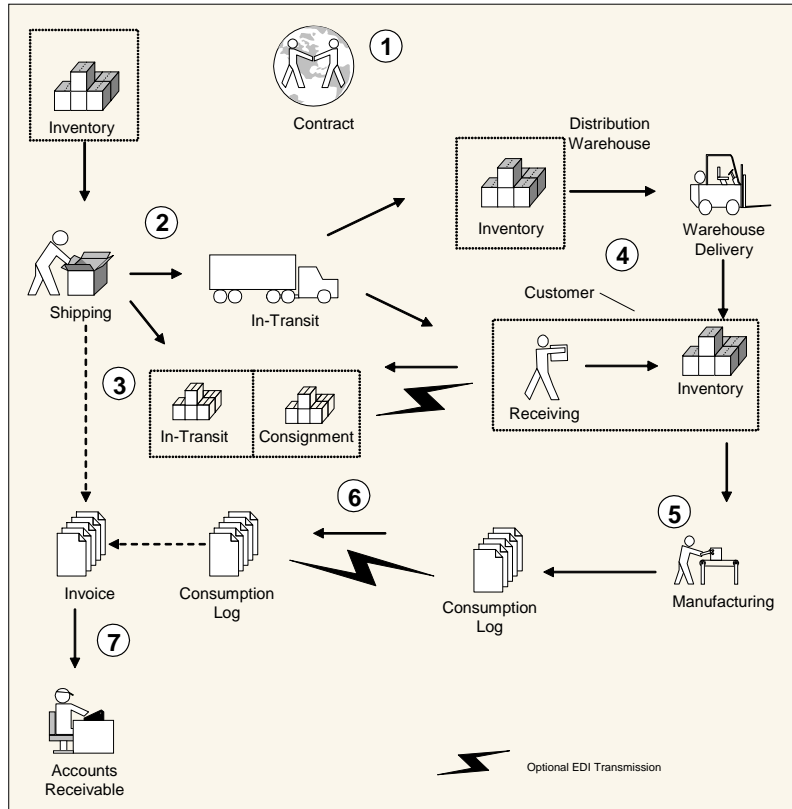 1
Inventory
Contract
Distribution
Warehouse
Inventory
2
Warehouse
Delivery
4
Shipping
In-Transit
Customer
3
Receiving
Inventory
In-Transit
Consignment
6
5
Invoice
Consumption
Log
Consumption
Log
Manufacturing
7
Accounts
Receivable
Optional EDI Transmission